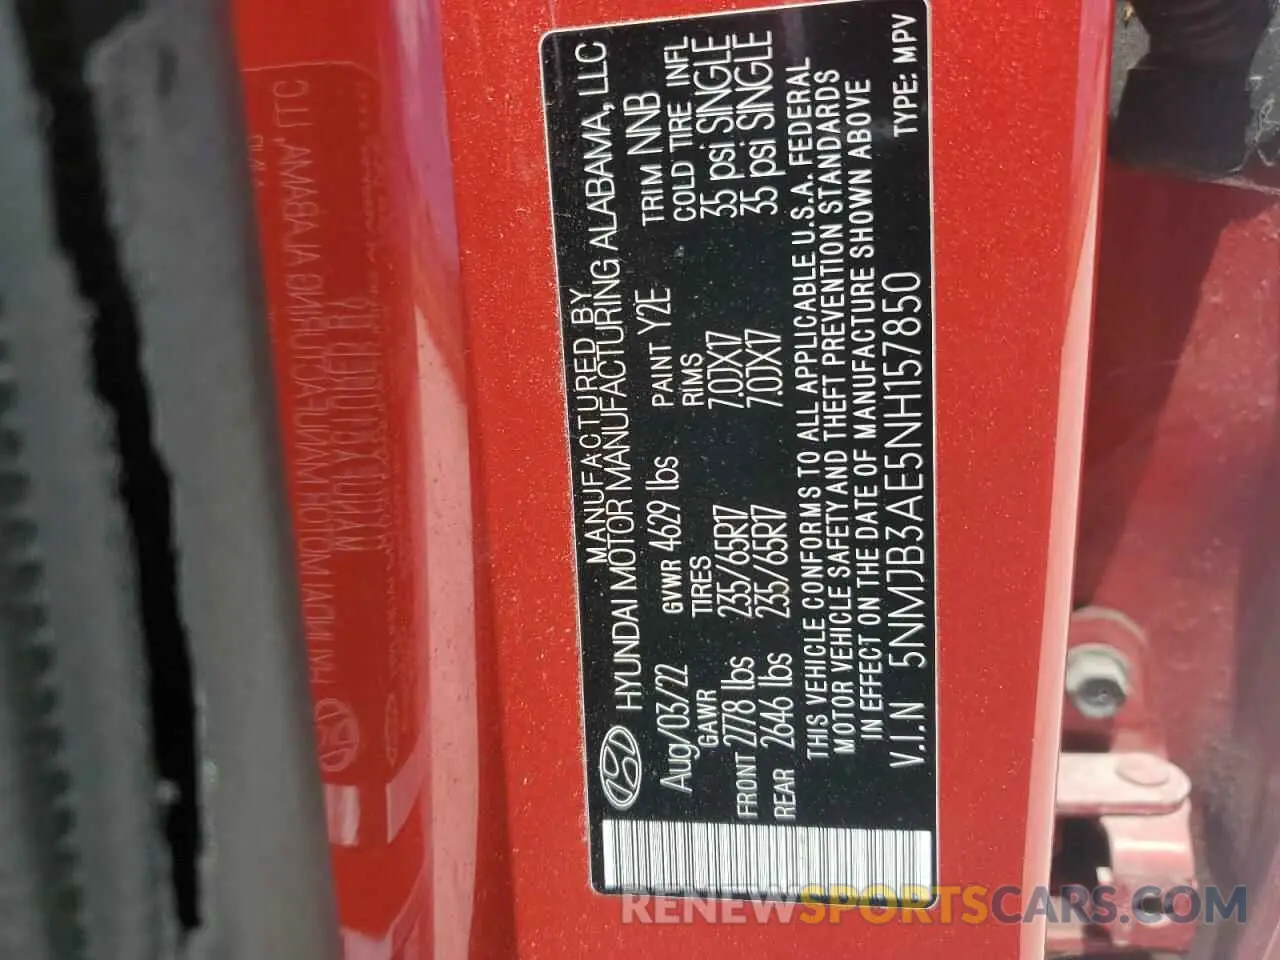 MANUFACTURED BY
HYUNDAI MOTOR MANUFACTURING ALABAMA, LLC
Aug/03/22 GVWR 4629 lbs PAINT Y2E TRIM NNB
GAWR TIRES RIMS COLD TIRE INFL
FRONT 2778 lbs 235/65R17 7.0JX17 35 psi SINGLE
REAR 2646 lbs 235/65R17 7.0JX17 35 psi SINGLE
THIS VEHICLE CONFORMS TO ALL APPLICABLE U.S.A. FEDERAL
MOTOR VEHICLE SAFETY AND THEFT PREVENTION STANDARDS
IN EFFECT ON THE DATE OF MANUFACTURE SHOWN ABOVE
V.I.N 5NMJB3AE5NH157850 TYPE: MPV
RENEWSPORTSCARS.COM